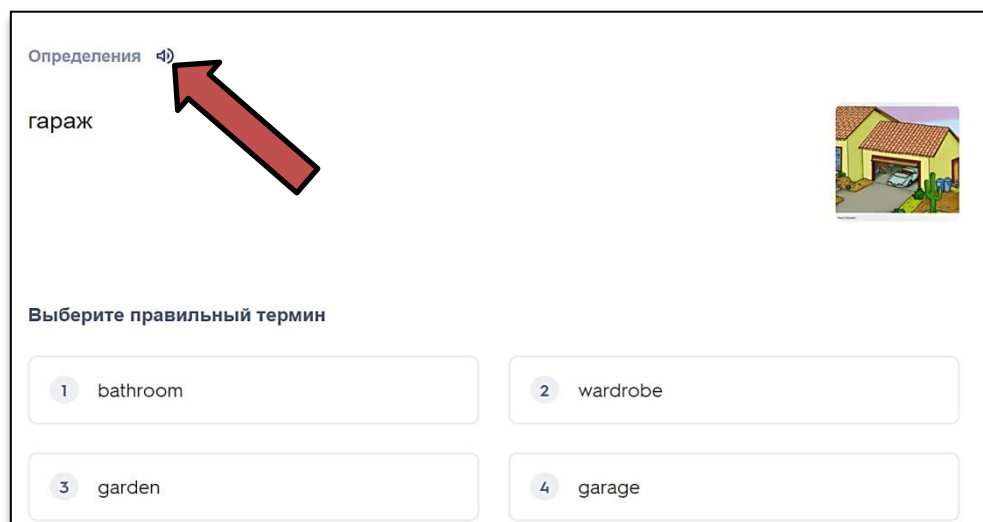 Определения
гараж
Выберите правильный термин
1 bathroom
2 wardrobe
3 garden
4 garage